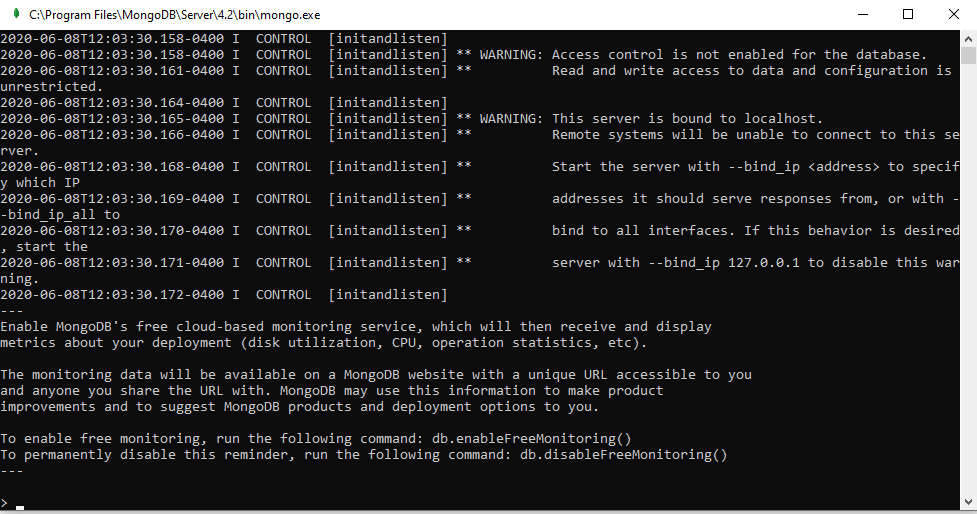 C:\Program Files\MongoDB\Server\4.2\bin\mongo.exe
2020-06-08T12:03:30.158-0400 I  CONTROL  [initandlisten]
2020-06-08T12:03:30.158-0400 I  CONTROL  [initandlisten] ** WARNING: Access control is not enabled for the database.
2020-06-08T12:03:30.161-0400 I  CONTROL  [initandlisten] **          Read and write access to data and configuration is
unrestricted.
2020-06-08T12:03:30.164-0400 I  CONTROL  [initandlisten]
2020-06-08T12:03:30.165-0400 I  CONTROL  [initandlisten] ** WARNING: This server is bound to localhost.
2020-06-08T12:03:30.166-0400 I  CONTROL  [initandlisten] **          Remote systems will be unable to connect to this se
rver.
2020-06-08T12:03:30.168-0400 I  CONTROL  [initandlisten] **          Start the server with --bind_ip <address> to specif
y which IP
2020-06-08T12:03:30.169-0400 I  CONTROL  [initandlisten] **          addresses it should serve responses from, or with -
-bind_ip_all to
2020-06-08T12:03:30.170-0400 I  CONTROL  [initandlisten] **          bind to all interfaces. If this behavior is desired
, start the
2020-06-08T12:03:30.171-0400 I  CONTROL  [initandlisten] **          server with --bind_ip 127.0.0.1 to disable this war
ning.
2020-06-08T12:03:30.172-0400 I  CONTROL  [initandlisten]
---
Enable MongoDB's free cloud-based monitoring service, which will then receive and display
metrics about your deployment (disk utilization, CPU, operation statistics, etc).

The monitoring data will be available on a MongoDB website with a unique URL accessible to you
and anyone you share the URL with. MongoDB may use this information to make product
improvements and to suggest MongoDB products and deployment options to you.

To enable free monitoring, run the following command: db.enableFreeMonitoring()
To permanently disable this reminder, run the following command: db.disableFreeMonitoring()
---

> _